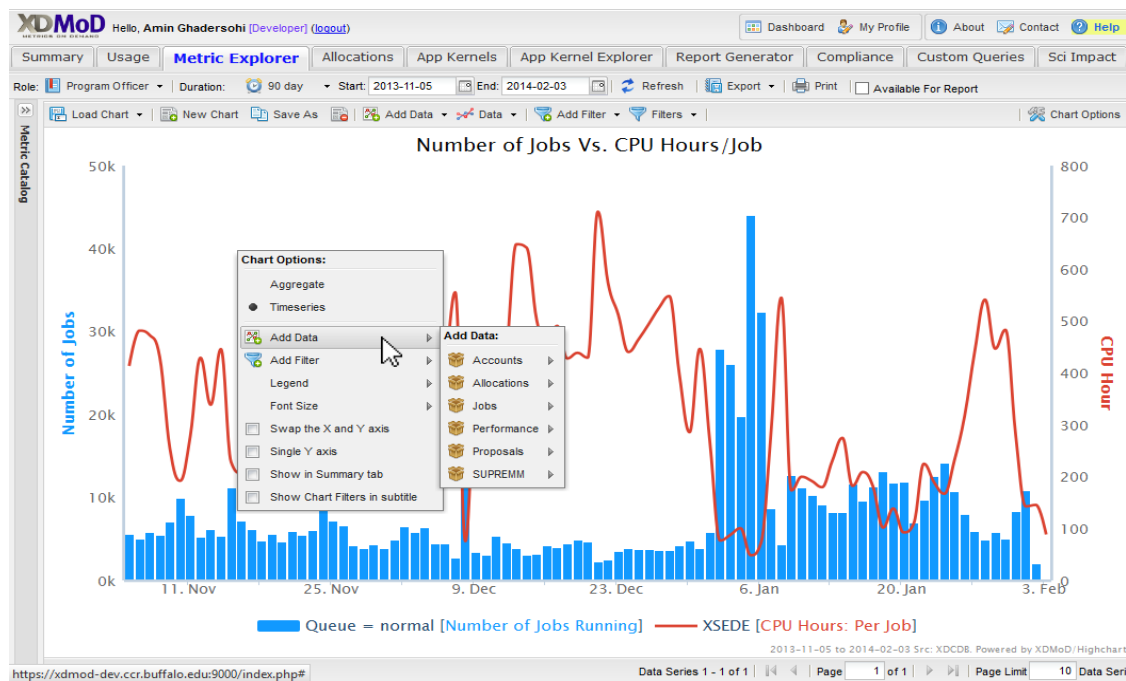 XDMoD Hello, Amin Ghadersohi [Developer] (logout) Dashboard My Profile About Contact Help
METRICS ON DEMAND
Summary Usage Metric Explorer Allocations App Kernels App Kernel Explorer Report Generator Compliance Custom Queries Sci Impact
Role: Program Officer Duration: 90 day Start: 2013-11-05 End: 2014-02-03 Refresh Export Print Available For Report
Load Chart New Chart Save As Add Data Data Add Filter Filters Chart Options
Metric Catalog
Number of Jobs Vs. CPU Hours/Job
50k 800
700
40k
600
30k 500
400
20k
300
200
10k
100
0k 0
Number of Jobs
CPU Hour
Chart Options:
Aggregate
Timeseries
Add Data
Add Filter
Legend
Font Size
Swap the X and Y axis
Single Y axis
Show in Summary tab
Show Chart Filters in subtitle
Add Data:
Accounts
Allocations
Jobs
Performance
Proposals
SUPREMM
11. Nov 25. Nov 9. Dec 23. Dec 6. Jan 20. Jan 3. Feb
Queue = normal [Number of Jobs Running] XSEDE [CPU Hours: Per Job]
2013-11-05 to 2014-02-03 Src: XDCDB. Powered by XDMoD/Highchart
https://xdmod-dev.ccr.buffalo.edu:9000/index.php# Data Series 1 - 1 of 1 Page 1 of 1 Page Limit 10 Data Seri